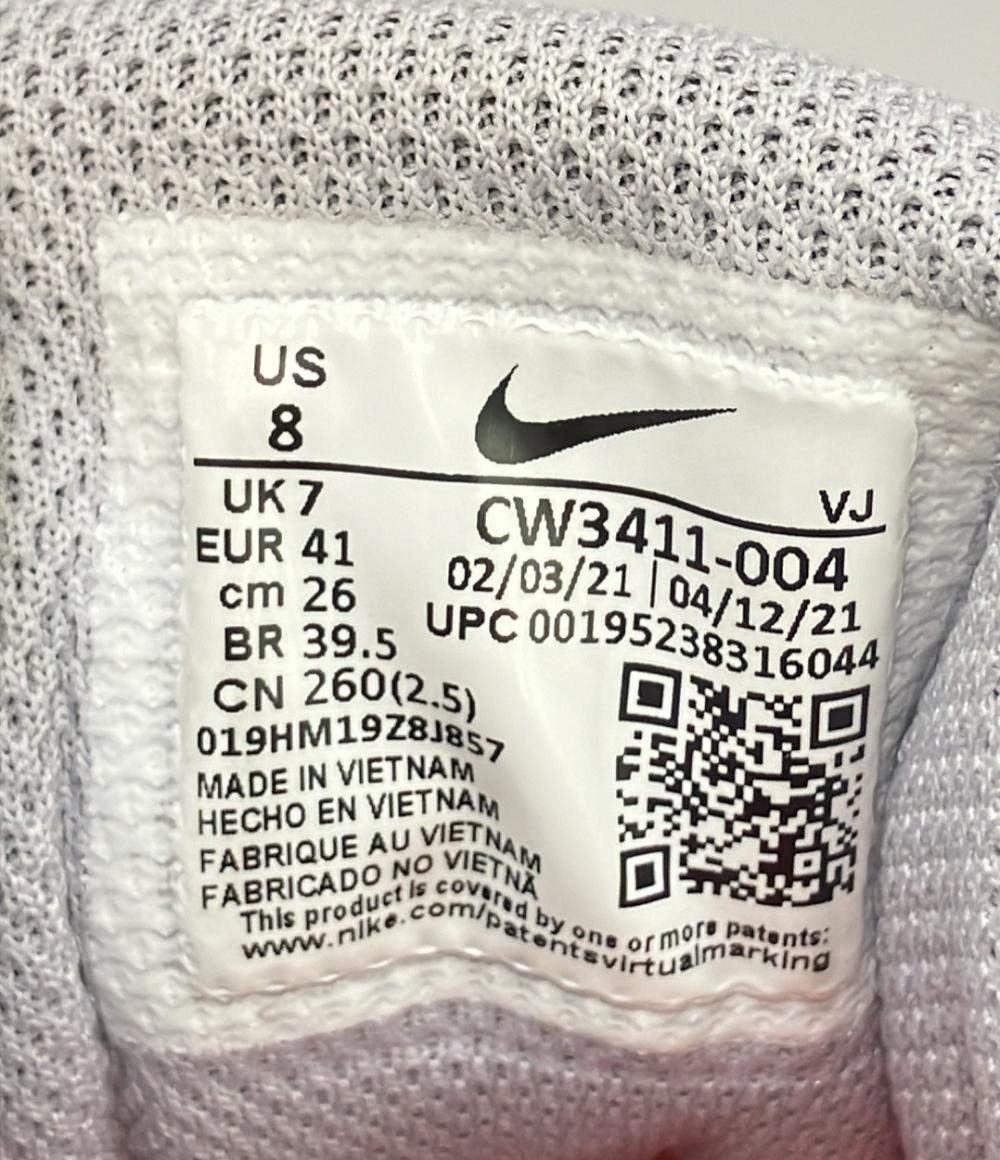 US
8
VJ
UK 7
EUR 41
cm 26
BR 39.5
CN 260(2.5)
CW3411-004
02/03/21 | 04/12/21
UPC 00195238316044
019HM19Z8J857
MADE IN VIETNAM
HECHO EN VIETNAM
FABRIQUE AU VIETNAM
FABRICADO NO VIETNÃ
This product is covered by one or more patents:
www.nike.com/patentsvirtualmarking